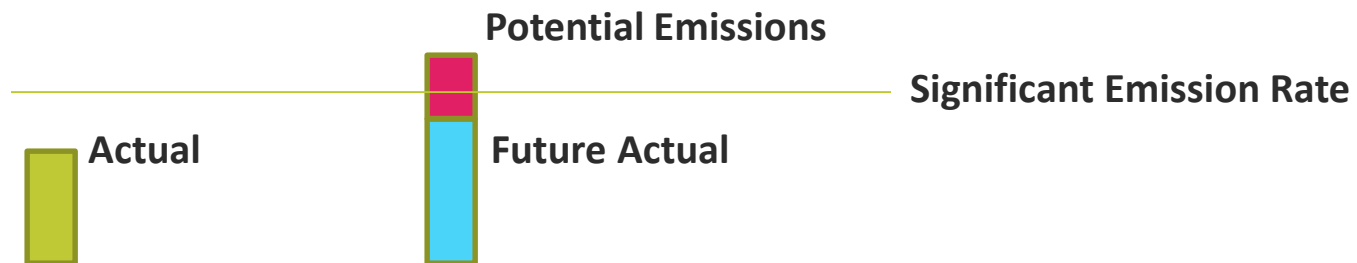 Potential Emissions
Significant Emission Rate
Actual
Future Actual